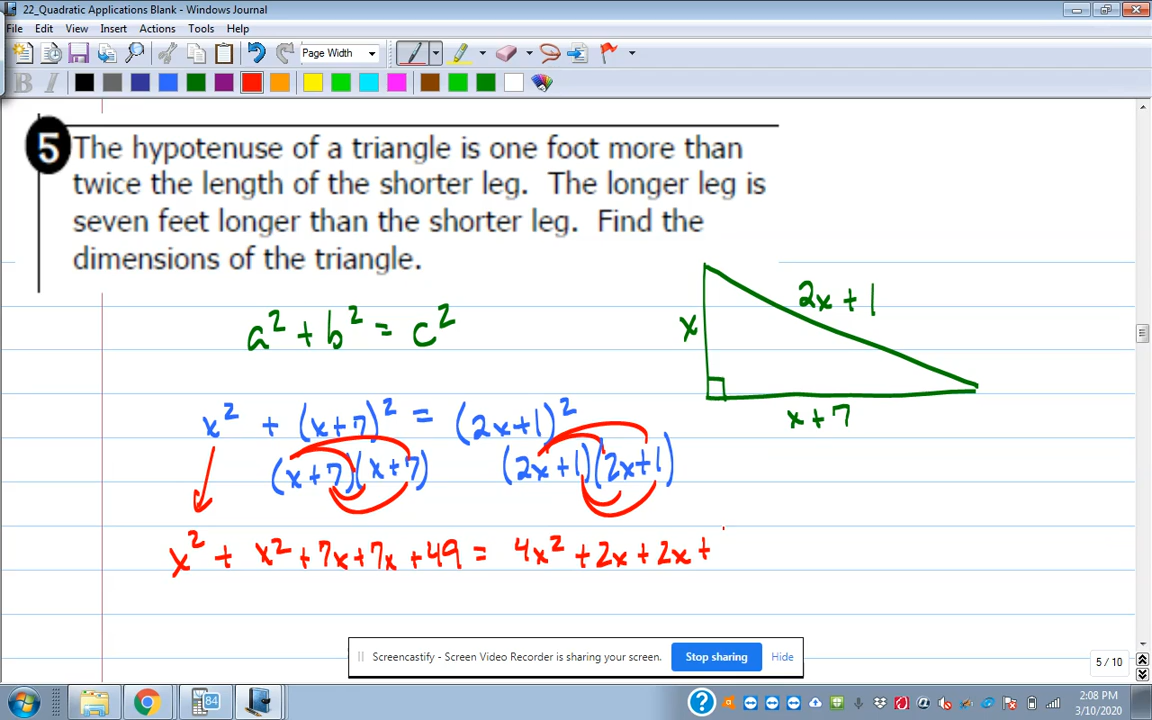 22_Quadratic Applications Blank - Windows Journal
File Edit View Insert Actions Tools Help
Page Width
B I
5 The hypotenuse of a triangle is one foot more than
twice the length of the shorter leg. The longer leg is
seven feet longer than the shorter leg. Find the
dimensions of the triangle.
a² + b² = c²
2x + 1
x
x + 7
x² + (x+7)² = (2x+1)²
(x+7)(x+7) (2x+1)(2x+1)
x² + x² + 7x + 7x + 49 = 4x² + 2x + 2x +
Screencastify - Screen Video Recorder is sharing your screen. Stop sharing Hide
5 / 10
84
2:08 PM
3/10/2020